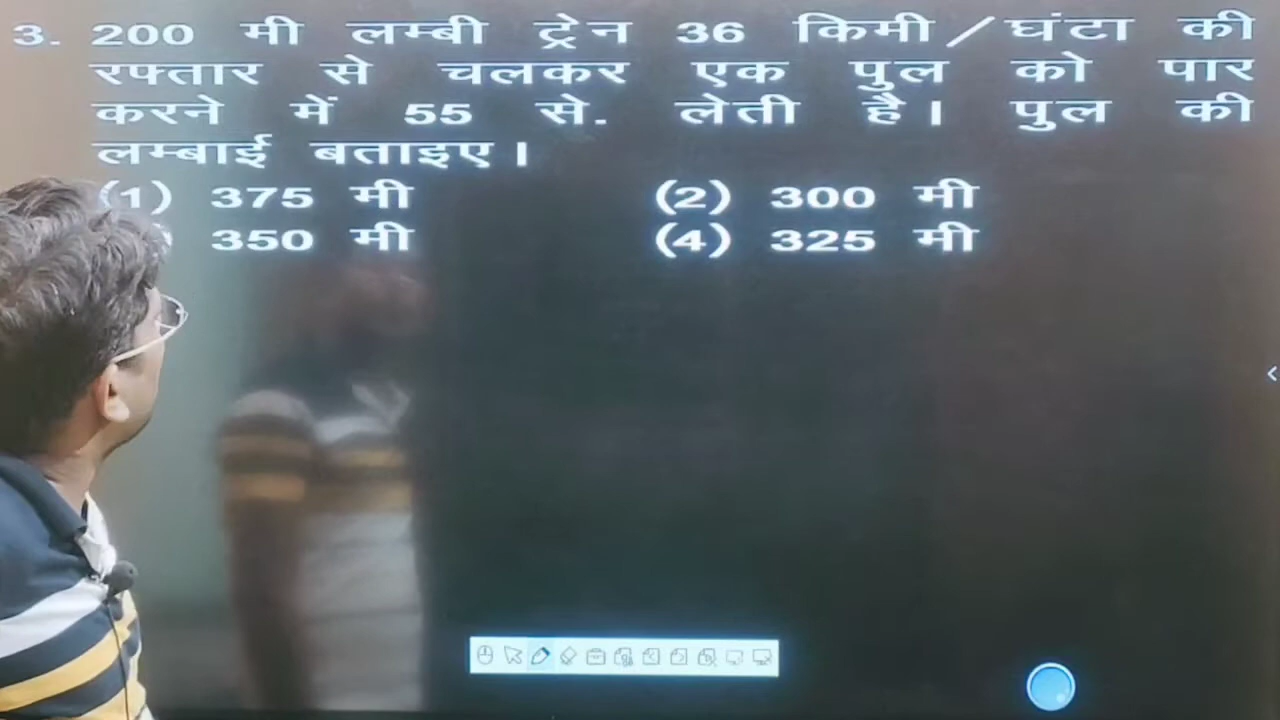 3. 200 मी लम्बी ट्रेन 36 किमी/घंटा की
रफ्तार से चलकर एक पुल को पार
करने में 55 से. लेती है। पुल की
लम्बाई बताइए।
(1) 375 मी (2) 300 मी
350 मी (4) 325 मी